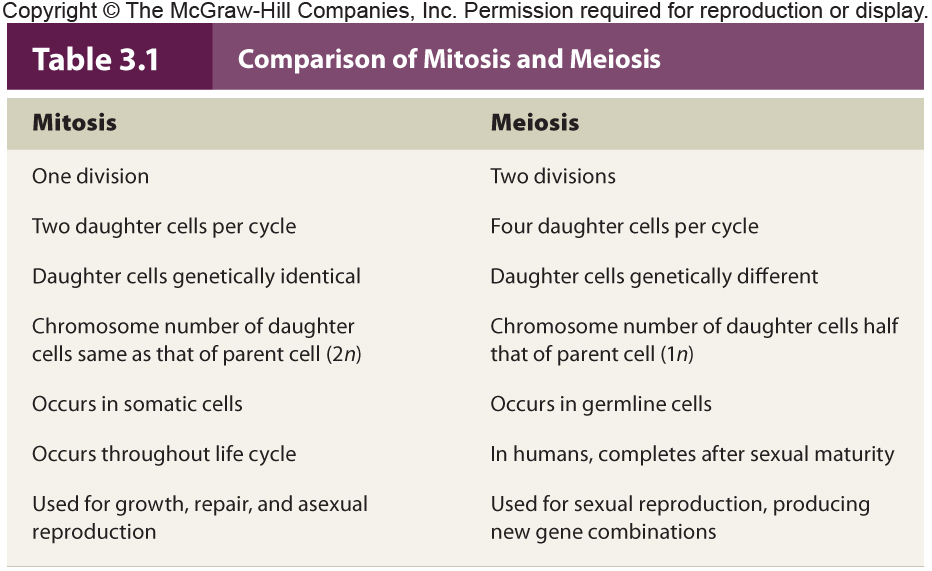 Copyright © The McGraw-Hill Companies, Inc. Permission required for reproduction or display.
Table 3.1 Comparison of Mitosis and Meiosis
Mitosis Meiosis
One division Two divisions
Two daughter cells per cycle Four daughter cells per cycle
Daughter cells genetically identical Daughter cells genetically different
Chromosome number of daughter Chromosome number of daughter cells half
cells same as that of parent cell (2n) that of parent cell (1n)
Occurs in somatic cells Occurs in germline cells
Occurs throughout life cycle In humans, completes after sexual maturity
Used for growth, repair, and asexual Used for sexual reproduction, producing
reproduction new gene combinations